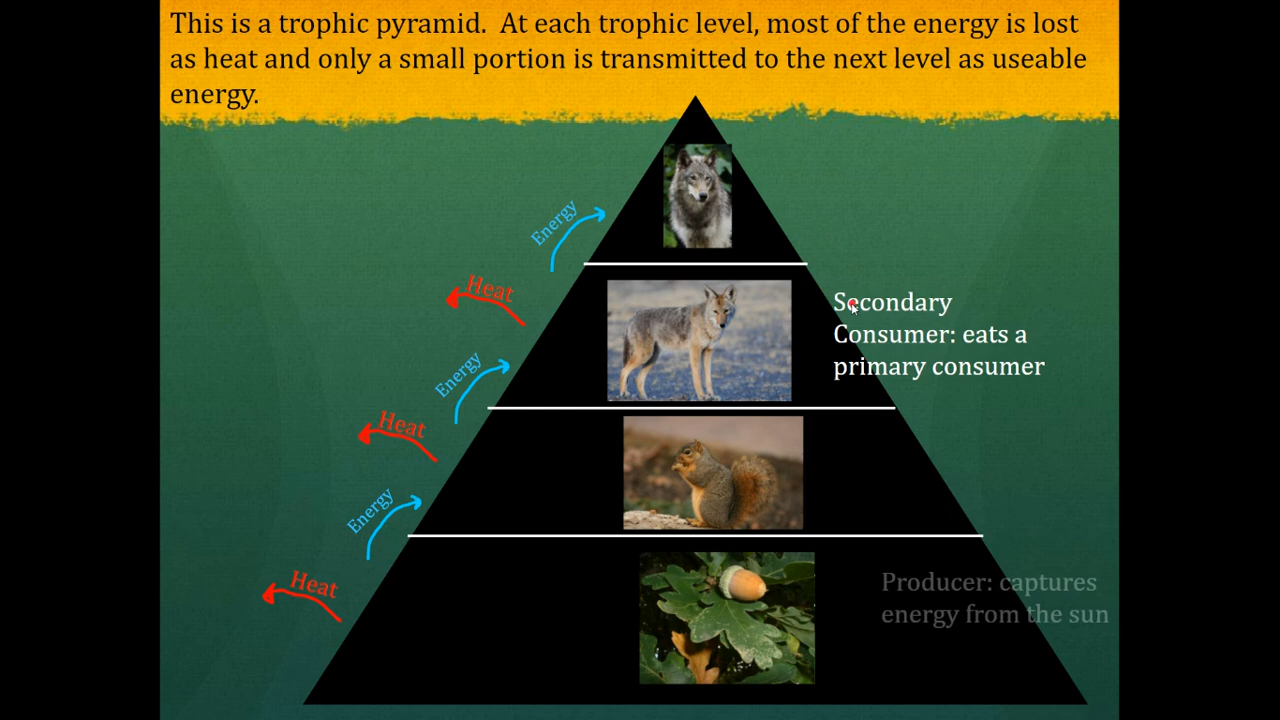 This is a trophic pyramid.  At each trophic level, most of the energy is lost
as heat and only a small portion is transmitted to the next level as useable
energy.
Energy
Heat
Secondary
Consumer: eats a
primary consumer
Energy
Heat
Energy
Heat
Producer: captures
energy from the sun